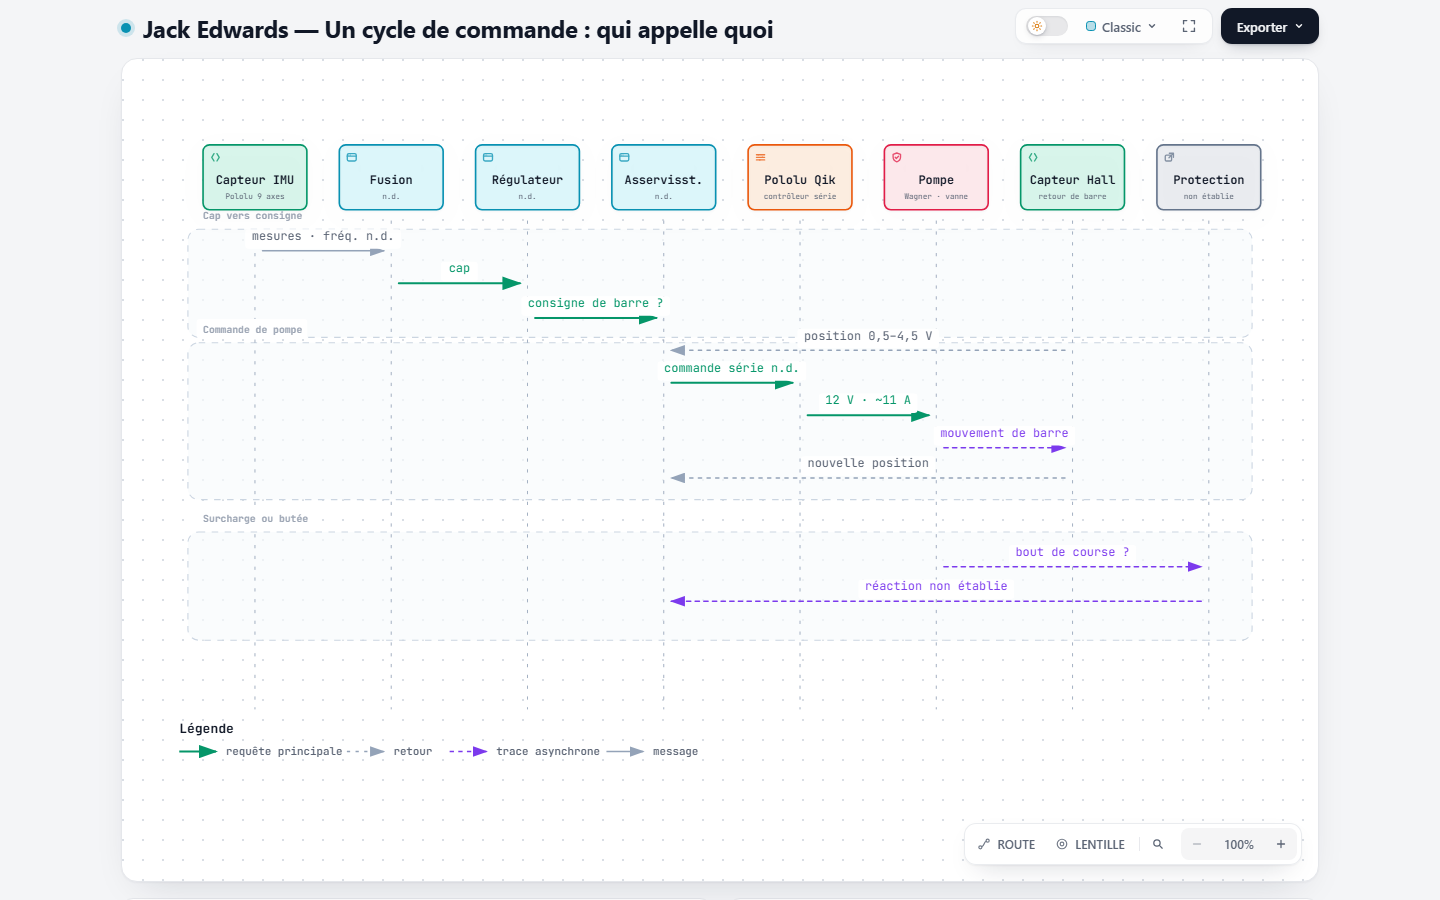 Jack Edwards — Un cycle de commande : qui appelle quoi
Classic
Exporter
Capteur IMU
Pololu 9 axes
Fusion
n.d.
Régulateur
n.d.
Asservisst.
n.d.
Pololu Qik
contrôleur série
Pompe
Wagner · vanne
Capteur Hall
retour de barre
Protection
non établie
Cap vers consigne
mesures · fréq. n.d.
cap
consigne de barre ?
Commande de pompe
position 0,5–4,5 V
commande série n.d.
12 V · ~11 A
mouvement de barre
nouvelle position
Surcharge ou butée
bout de course ?
réaction non établie
Légende
requête principale
retour
trace asynchrone
message
ROUTE
LENTILLE
− 100% +